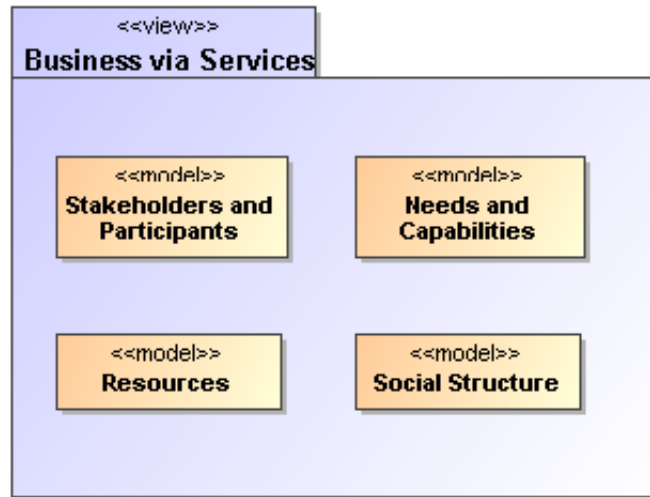 <<view>>
Business via Services
<<model>>
Stakeholders and
Participants
<<model>>
Needs and
Capabilities
<<model>>
Resources
<<model>>
Social Structure